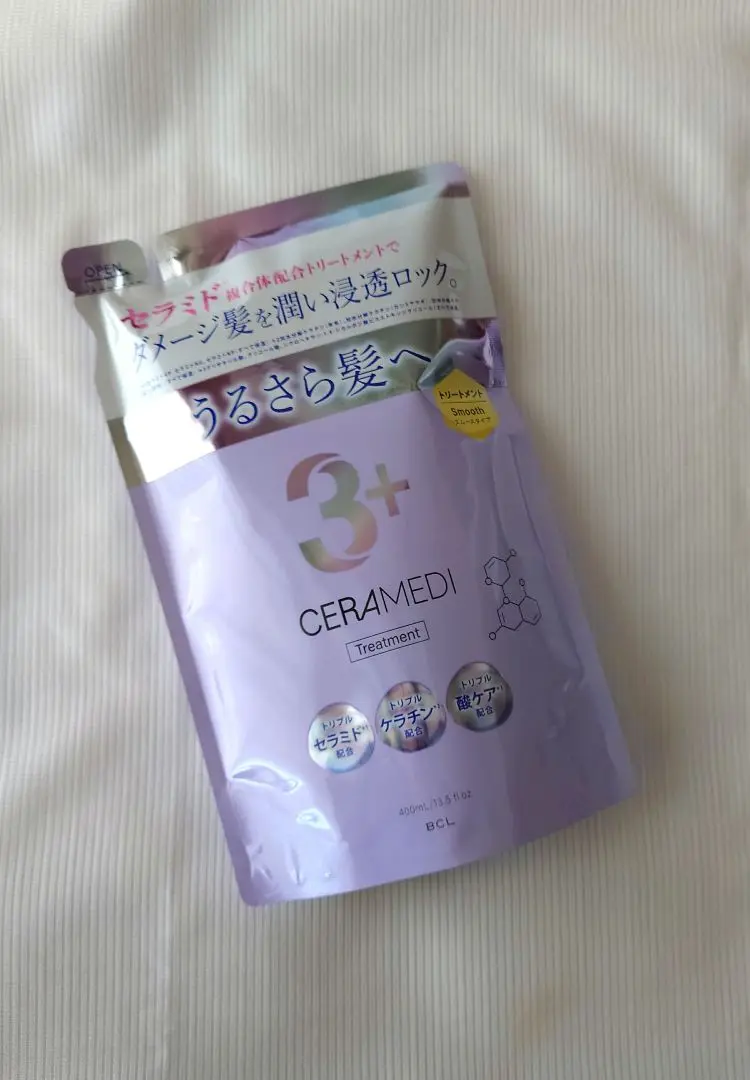 OPEN
セラミド複合体配合トリートメントで
ダメージ髪を潤い浸透ロック。
うるさら髪へ
トリートメント
Smooth
スムースタイプ
3+
CERAMEDI
Treatment
トリプル
セラミド
配合
トリプル
ケラチン
配合
トリプル
酸ケア
配合
400mL/13.5 fl oz
BCL